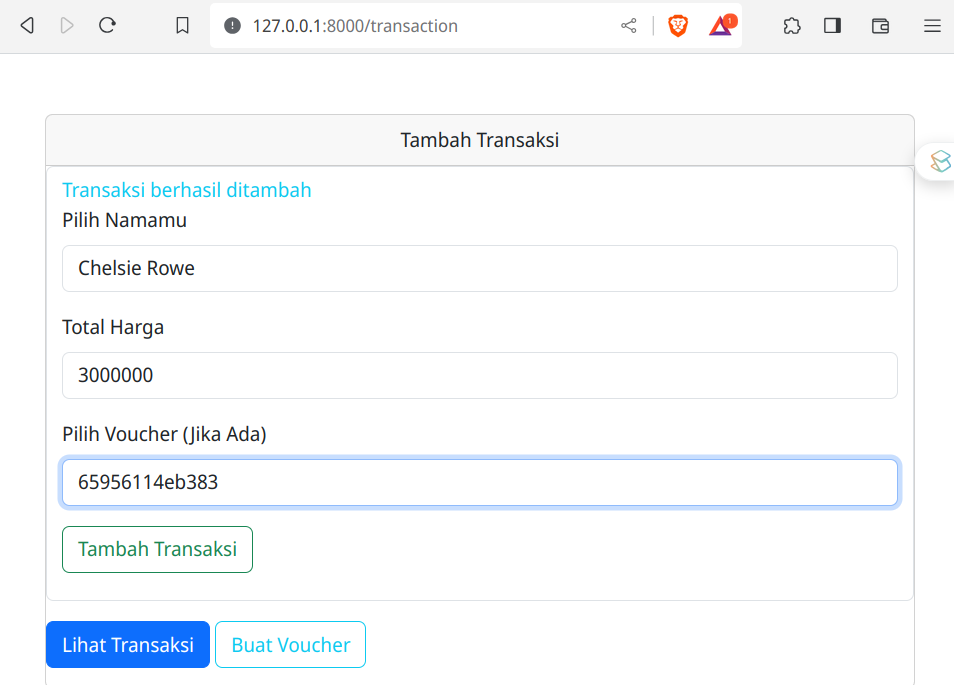 127.0.0.1:8000/transaction
1
Tambah Transaksi
Transaksi berhasil ditambah
Pilih Namamu
Chelsie Rowe
Total Harga
3000000
Pilih Voucher (Jika Ada)
65956114eb383
Tambah Transaksi
Lihat Transaksi
Buat Voucher